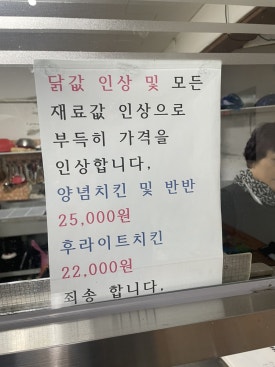 닭값 인상 및 모든
재료값 인상으로
부득히 가격을
인상합니다.
양념치킨 및 반반
25,000원
후라이트치킨
22,000원
죄송 합니다.